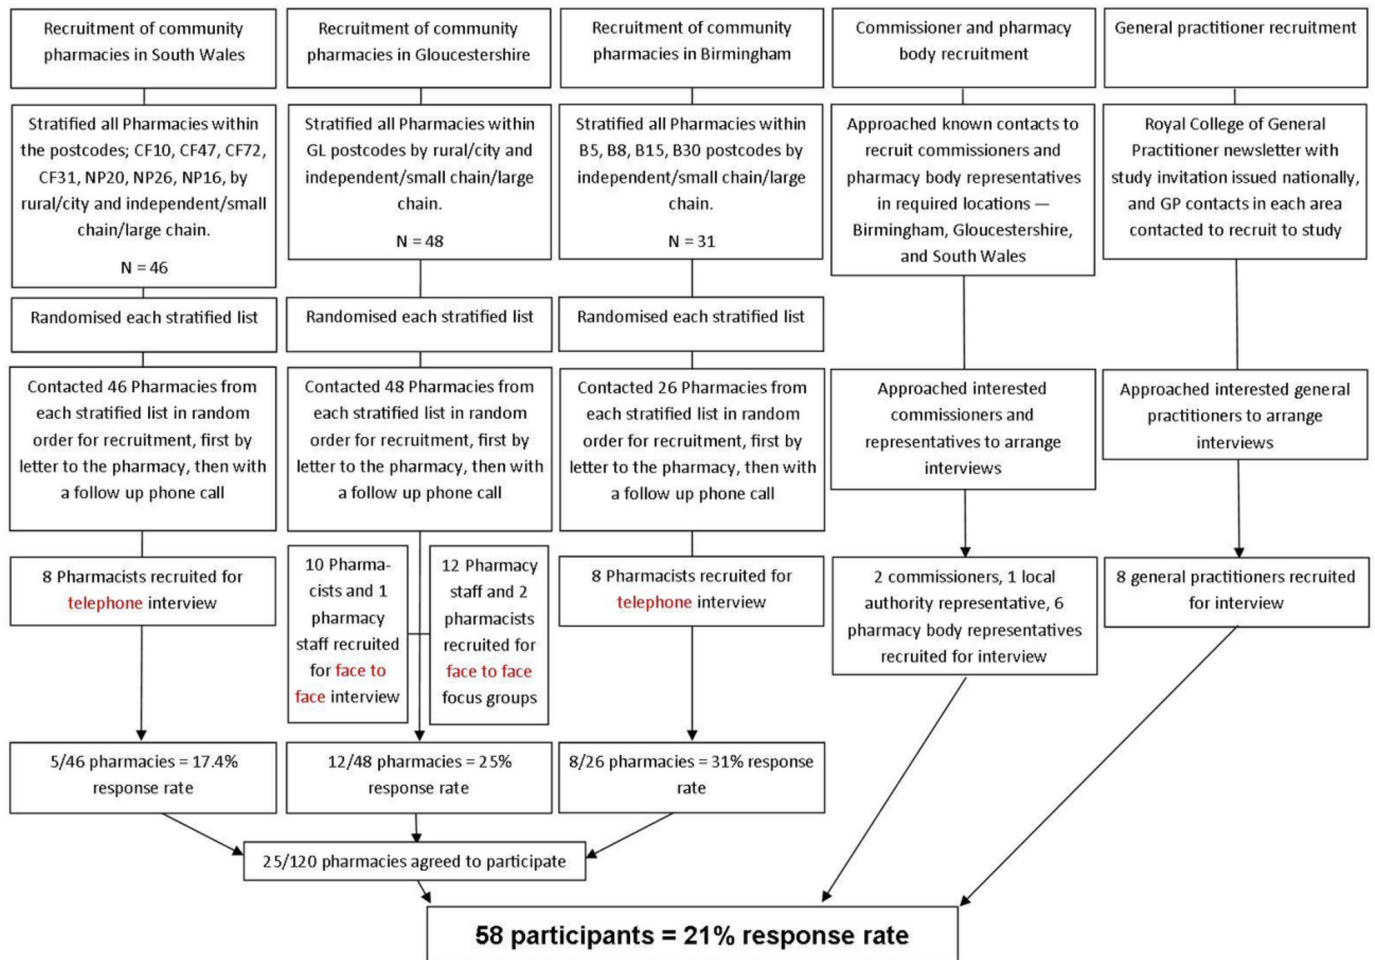 Recruitment of community
pharmacies in South Wales
Recruitment of community
pharmacies in Gloucestershire
Recruitment of community
pharmacies in Birmingham
Commissioner and pharmacy
body recruitment
General practitioner recruitment
Stratified all Pharmacies within
the postcodes; CF10, CF47, CF72,
CF31, NP20, NP26, NP16, by
rural/city and independent/small
chain/large chain.
N = 46
Stratified all Pharmacies within
GL postcodes by rural/city and
independent/small chain/large
chain.
N = 48
Stratified all Pharmacies within
B5, B8, B15, B30 postcodes by
independent/small chain/large
chain.
N = 31
Approached known contacts to
recruit commissioners and
pharmacy body representatives
in required locations —
Birmingham, Gloucestershire,
and South Wales
Royal College of General
Practitioner newsletter with
study invitation issued nationally,
and GP contacts in each area
contacted to recruit to study
Randomised each stratified list
Randomised each stratified list
Randomised each stratified list
Contacted 46 Pharmacies from
each stratified list in random
order for recruitment, first by
letter to the pharmacy, then with
a follow up phone call
Contacted 48 Pharmacies from
each stratified list in random
order for recruitment, first by
letter to the pharmacy, then with
a follow up phone call
Contacted 26 Pharmacies from
each stratified list in random
order for recruitment, first by
letter to the pharmacy, then with
a follow up phone call
Approached interested
commissioners and
representatives to arrange
interviews
Approached interested general
practitioners to arrange
interviews
8 Pharmacists recruited for
telephone interview
10 Pharma-
cists and 1
pharmacy
staff recruited
for face to
face interview
12 Pharmacy
staff and 2
pharmacists
recruited for
face to face
focus groups
8 Pharmacists recruited for
telephone interview
2 commissioners, 1 local
authority representative, 6
pharmacy body representatives
recruited for interview
8 general practitioners recruited
for interview
5/46 pharmacies = 17.4%
response rate
12/48 pharmacies = 25%
response rate
8/26 pharmacies = 31% response
rate
25/120 pharmacies agreed to participate
58 participants = 21% response rate